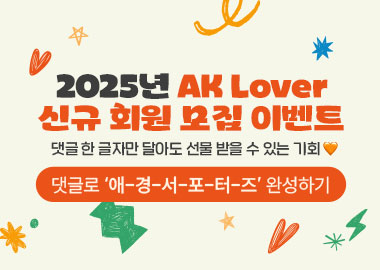 2025년 AK Lover
신규 회원 모집 이벤트
댓글 한 글자만 달아도 선물 받을 수 있는 기회🧡
댓글로 ‘애-경-서-포-터-즈’ 완성하기